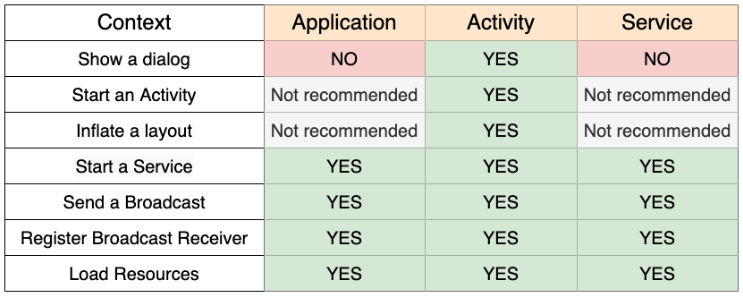 Context Application Activity Service
Show a dialog NO YES NO
Start an Activity Not recommended YES Not recommended
Inflate a layout Not recommended YES Not recommended
Start a Service YES YES YES
Send a Broadcast YES YES YES
Register Broadcast Receiver YES YES YES
Load Resources YES YES YES